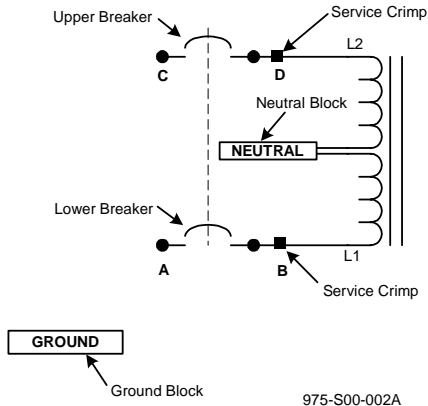 Upper Breaker
Service Crimp
L2
C
D
Neutral Block
NEUTRAL
Lower Breaker
A
B
L1
Service Crimp
GROUND
Ground Block
975-S00-002A